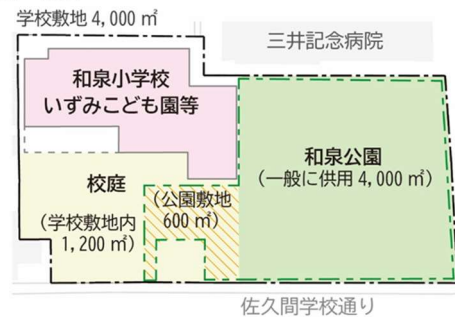 学校敷地 4,000 ㎡
三井記念病院
和泉小学校
いずみこども園等
和泉公園
(一般に供用 4,000 ㎡)
校庭
(学校敷地内
1,200 ㎡)
(公園敷地
600 ㎡)
佐久間学校通り